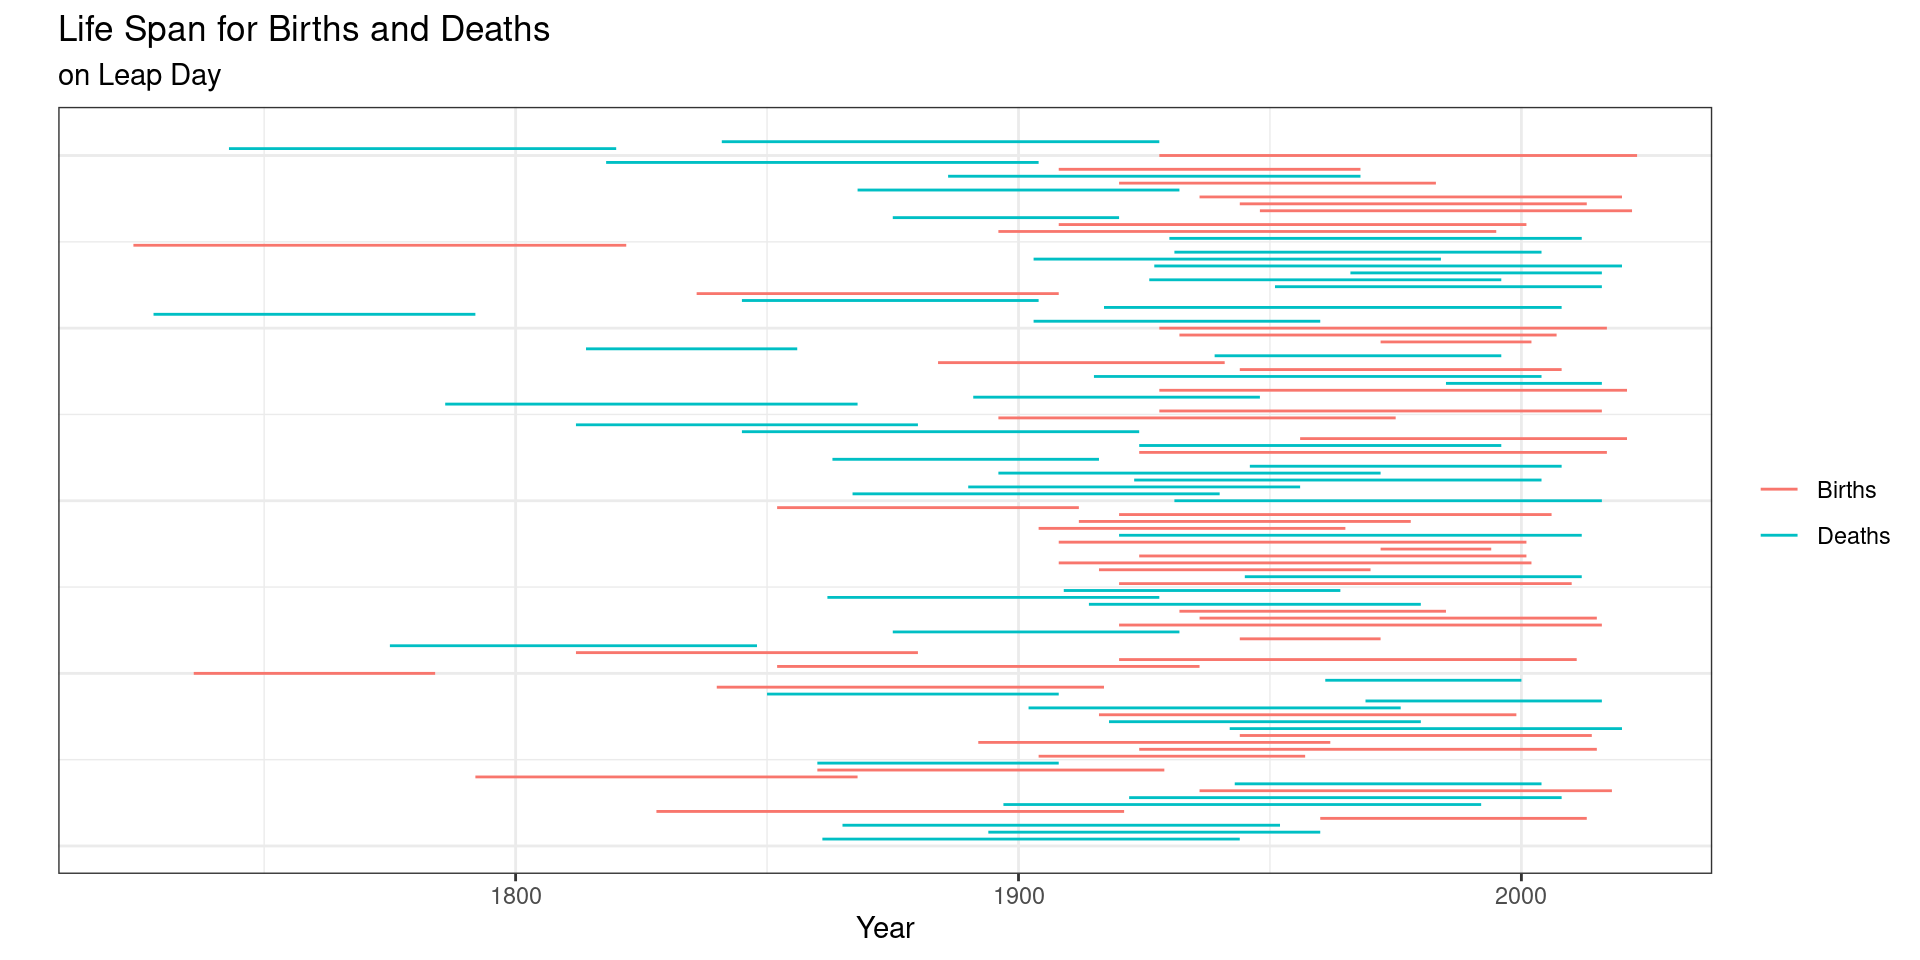 Life Span for Births and Deaths
on Leap Day
Births
Deaths
1800
1900
2000
Year